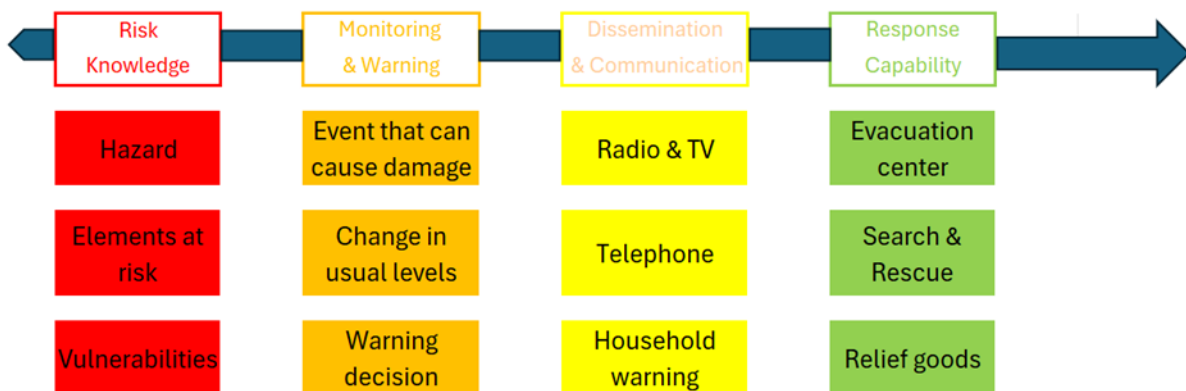 Risk
Knowledge
Monitoring
& Warning
Dissemination
& Communication
Response
Capability
Hazard
Event that can
cause damage
Radio & TV
Evacuation
center
Elements at
risk
Change in
usual levels
Telephone
Search &
Rescue
Vulnerabilities
Warning
decision
Household
warning
Relief goods